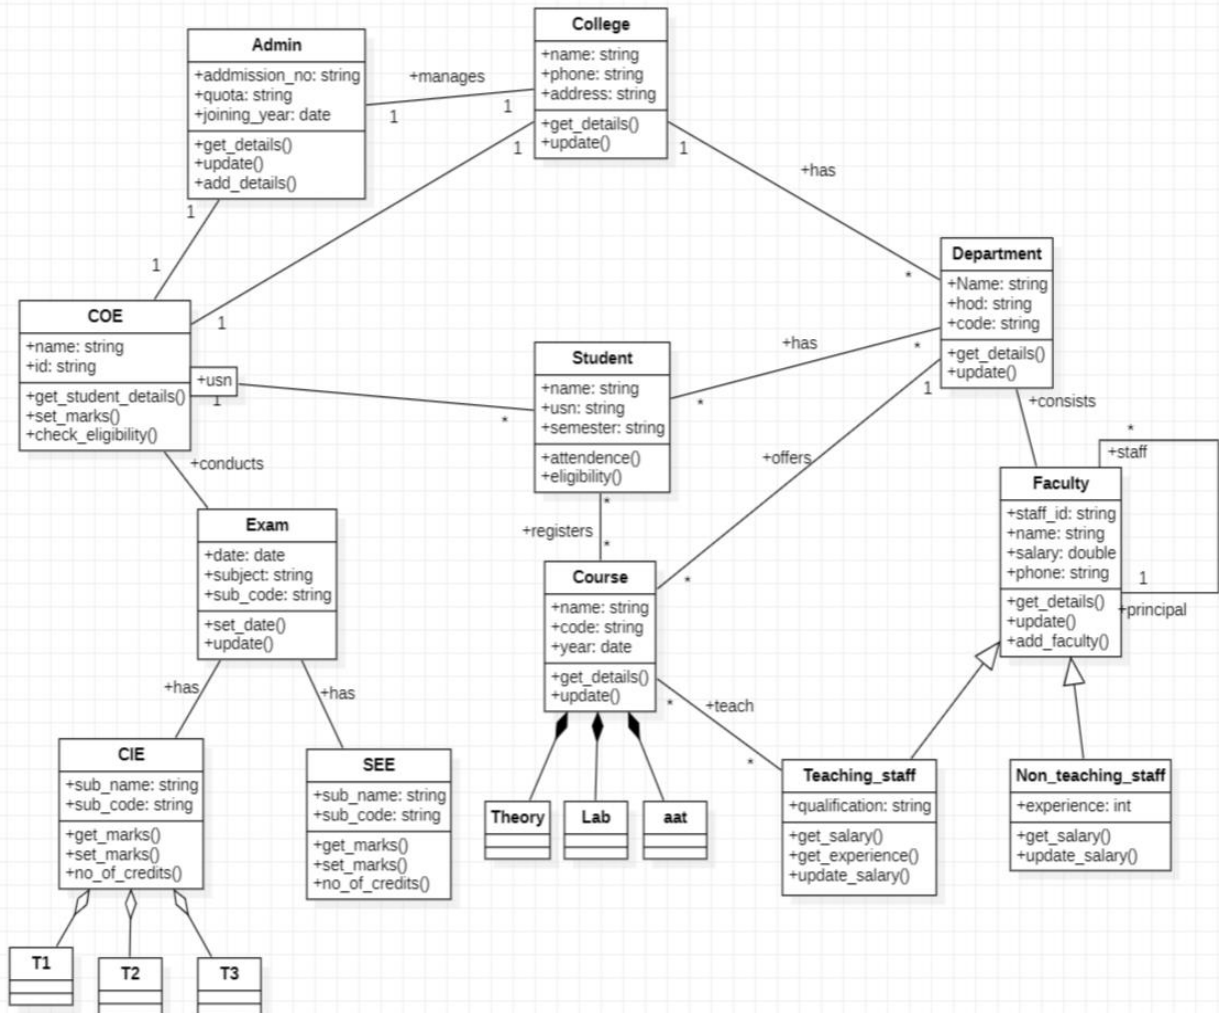 College
+name: string
+phone: string
+address: string
+get_details()
+update()
Admin
+addmission_no: string
+quota: string
+joining_year: date
+get_details()
+update()
+add_details()
+manages
1
1
1
1
+has
*
1
1
1
Department
+Name: string
+hod: string
+code: string
+get_details()
+update()
COE
+name: string
+id: string
+get_student_details()
+set_marks()
+check_eligibility()
+usn
1
*
Student
+name: string
+usn: string
+semester: string
+attendence()
+eligibility()
+has
*
*
1
+offers
*
+consists
*
+staff
Faculty
+staff_id: string
+name: string
+salary: double
+phone: string
+get_details()
+update()
+add_faculty()
1
+principal
+conducts
Exam
+date: date
+subject: string
+sub_code: string
+set_date()
+update()
*
+registers
*
Course
+name: string
+code: string
+year: date
+get_details()
+update()
*
+teach
*
+has
+has
CIE
+sub_name: string
+sub_code: string
+get_marks()
+set_marks()
+no_of_credits()
SEE
+sub_name: string
+sub_code: string
+get_marks()
+set_marks()
+no_of_credits()
Theory
Lab
aat
Teaching_staff
+qualification: string
+get_salary()
+get_experience()
+update_salary()
Non_teaching_staff
+experience: int
+get_salary()
+update_salary()
T1
T2
T3